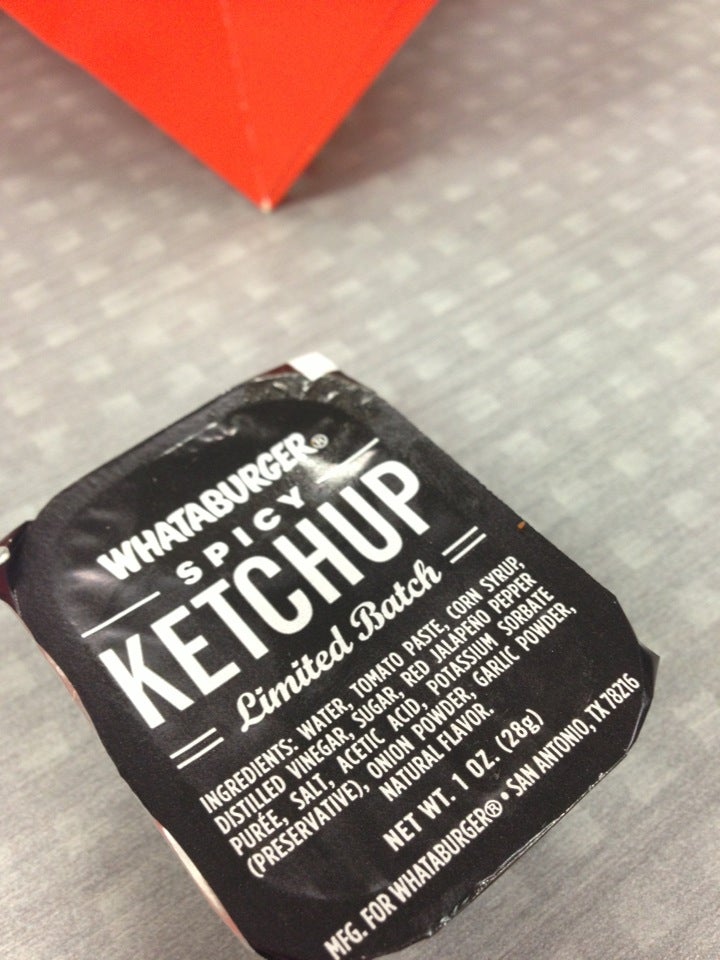 WHATABURGER®
SPICY
KETCHUP
Limited Batch
INGREDIENTS: WATER, TOMATO PASTE, CORN SYRUP,
DISTILLED VINEGAR, SUGAR, RED JALAPEÑO PEPPER
PURÉE, SALT, ACETIC ACID, POTASSIUM SORBATE
(PRESERVATIVE), ONION POWDER, GARLIC POWDER,
NATURAL FLAVOR.
NET WT. 1 OZ. (28g)
MFG. FOR WHATABURGER® • SAN ANTONIO, TX 78216